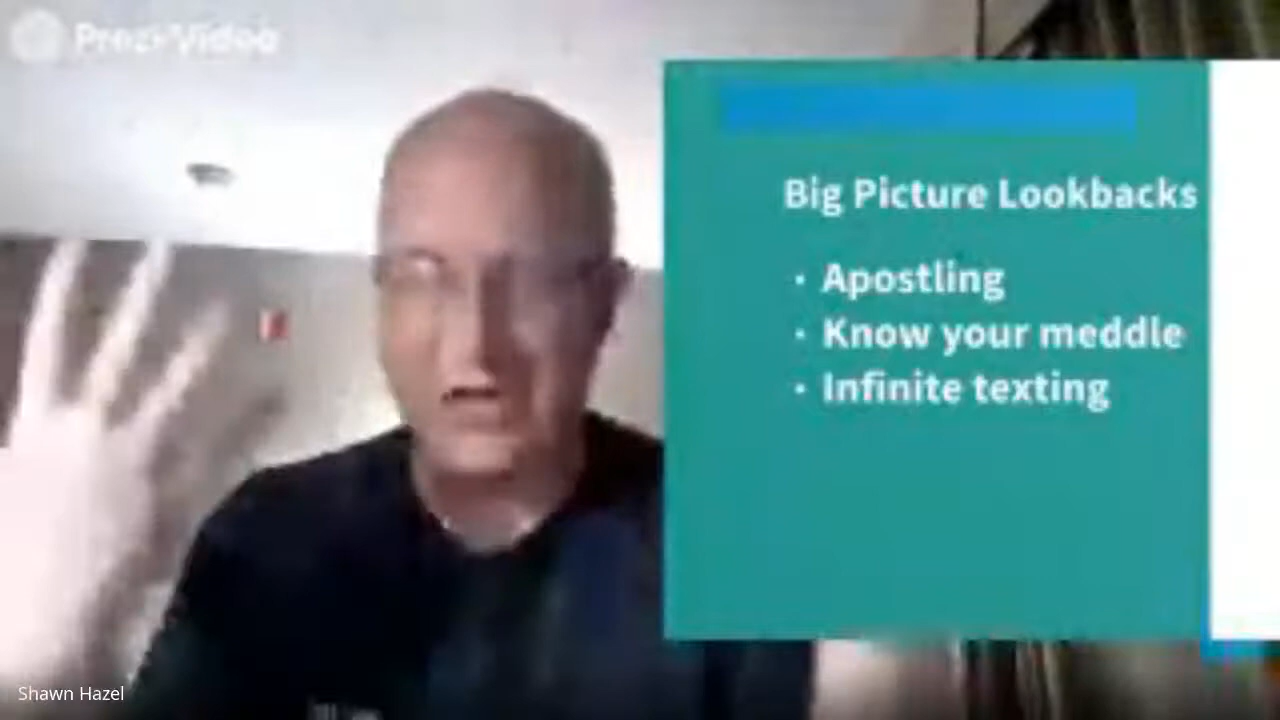 Prezi Video
Big Picture Lookbacks
· Apostling
· Know your meddle
· Infinite texting
Shawn Hazel